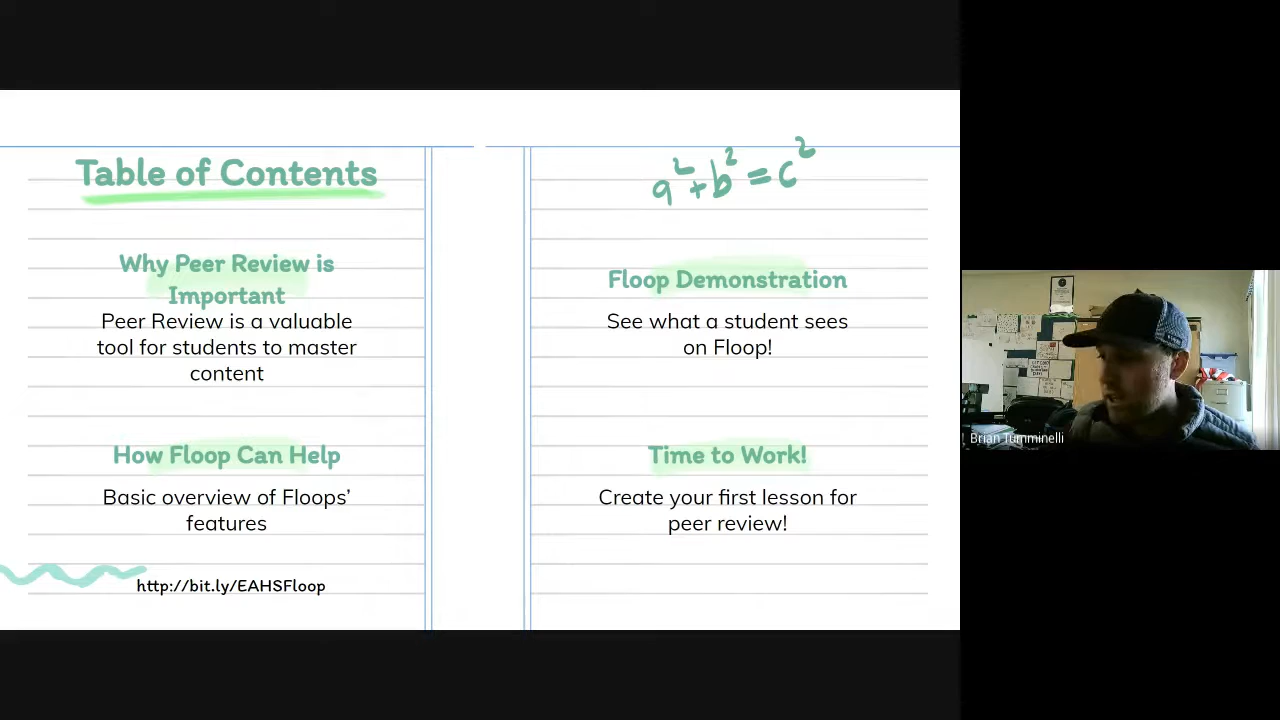 Table of Contents
Why Peer Review is
Important
Peer Review is a valuable
tool for students to master
content
How Floop Can Help
Basic overview of Floops’
features
http://bit.ly/EAHSFloop
a²+b²=c²
Floop Demonstration
See what a student sees
on Floop!
Time to Work!
Create your first lesson for
peer review!
Brian Tumminelli